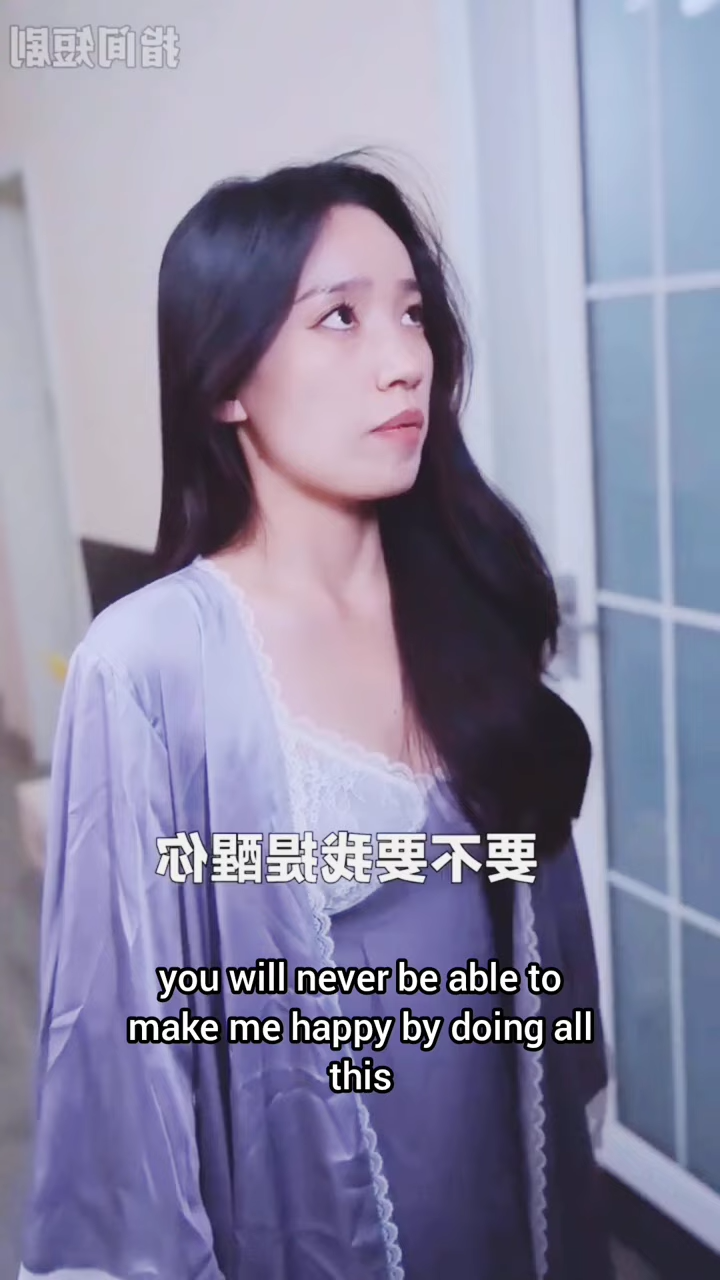 指间短剧
要不要我提醒你
you will never be able to
make me happy by doing all
this